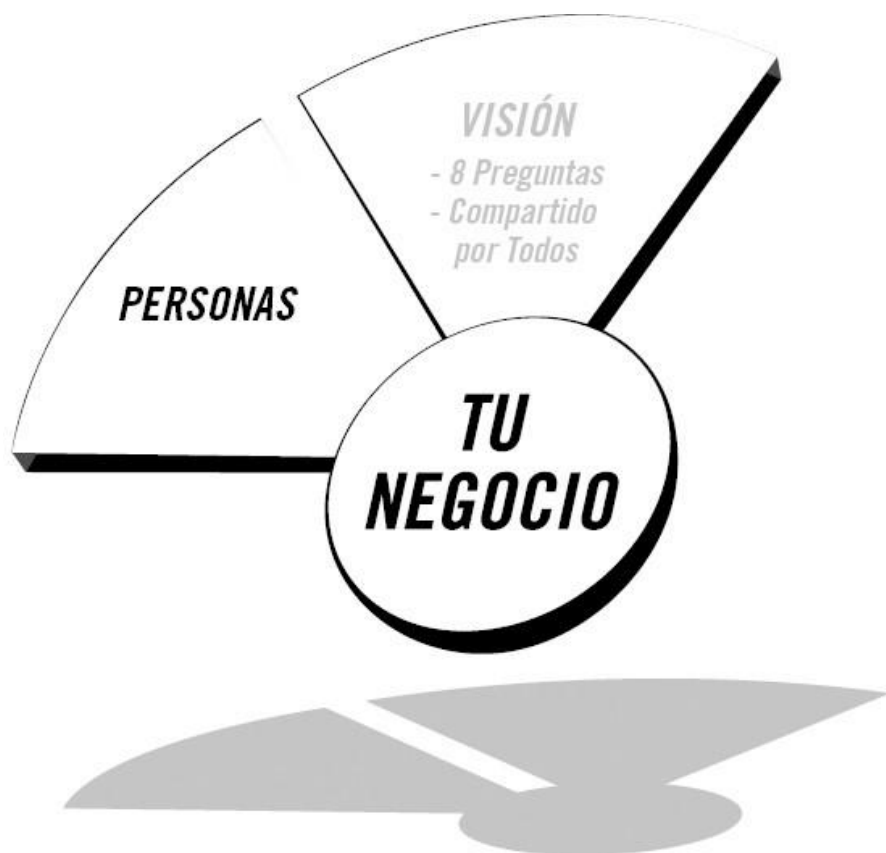 VISIÓN
- 8 Preguntas
- Compartido
por Todos
PERSONAS
TU
NEGOCIO